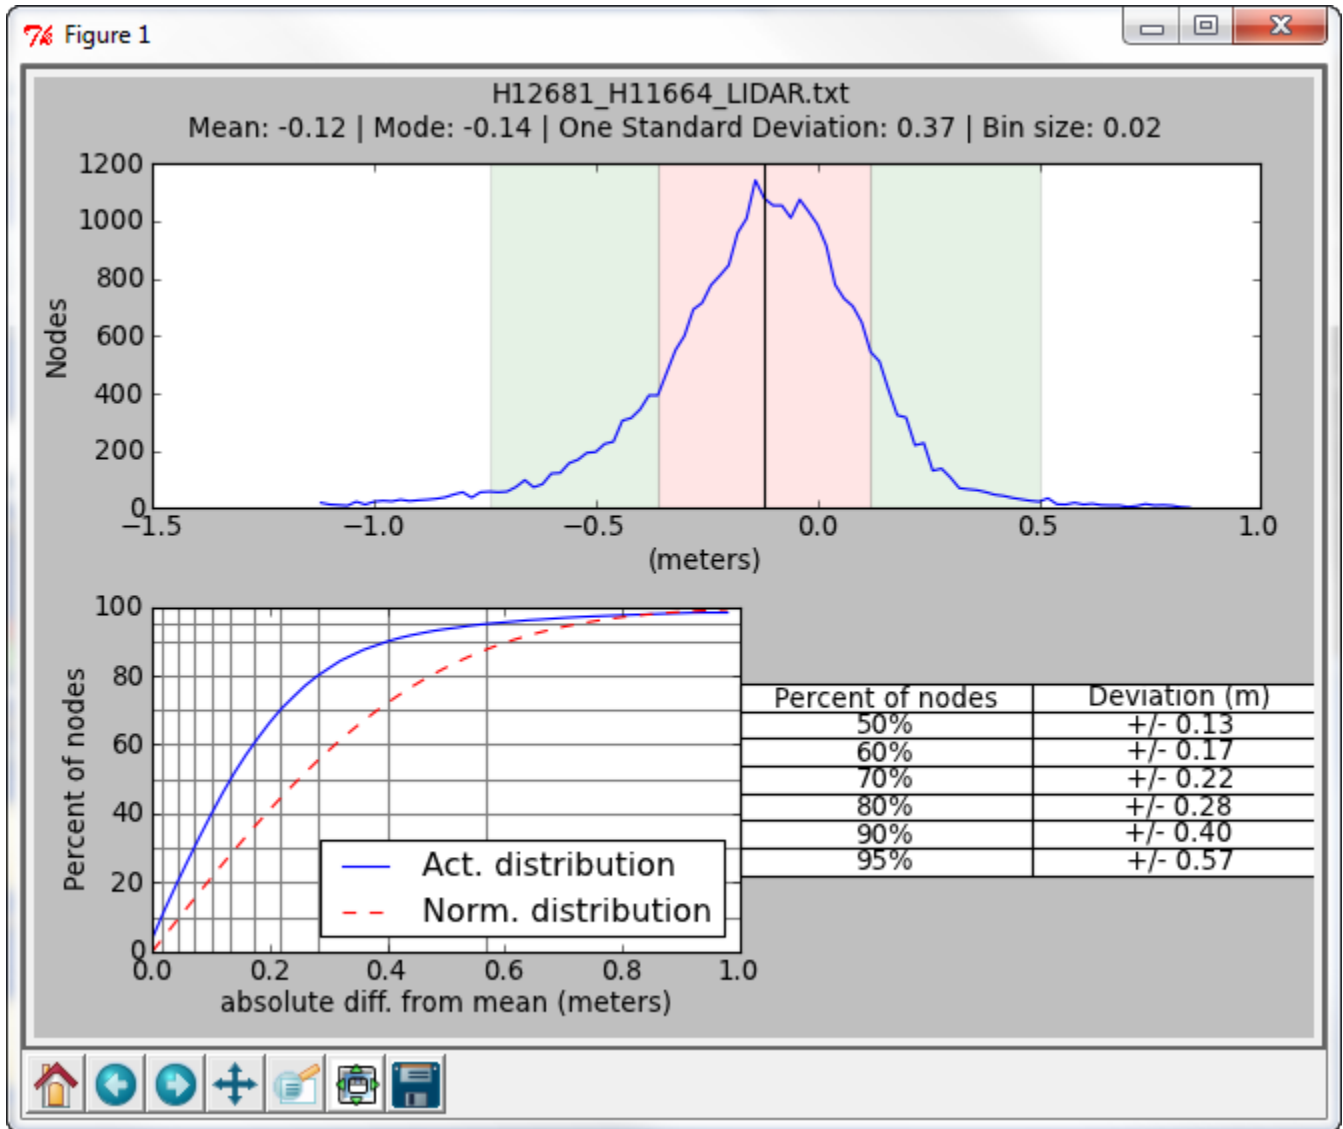 Figure 1
H12681_H11664_LIDAR.txt
Mean: -0.12 | Mode: -0.14 | One Standard Deviation: 0.37 | Bin size: 0.02
1200
1000
800
600
400
200
0
Nodes
−1.5 −1.0 −0.5 0.0 0.5 1.0
(meters)
100
80
60
40
20
0
Percent of nodes
Act. distribution
Norm. distribution
0.0 0.2 0.4 0.6 0.8 1.0
absolute diff. from mean (meters)
Percent of nodes Deviation (m)
50% +/- 0.13
60% +/- 0.17
70% +/- 0.22
80% +/- 0.28
90% +/- 0.40
95% +/- 0.57